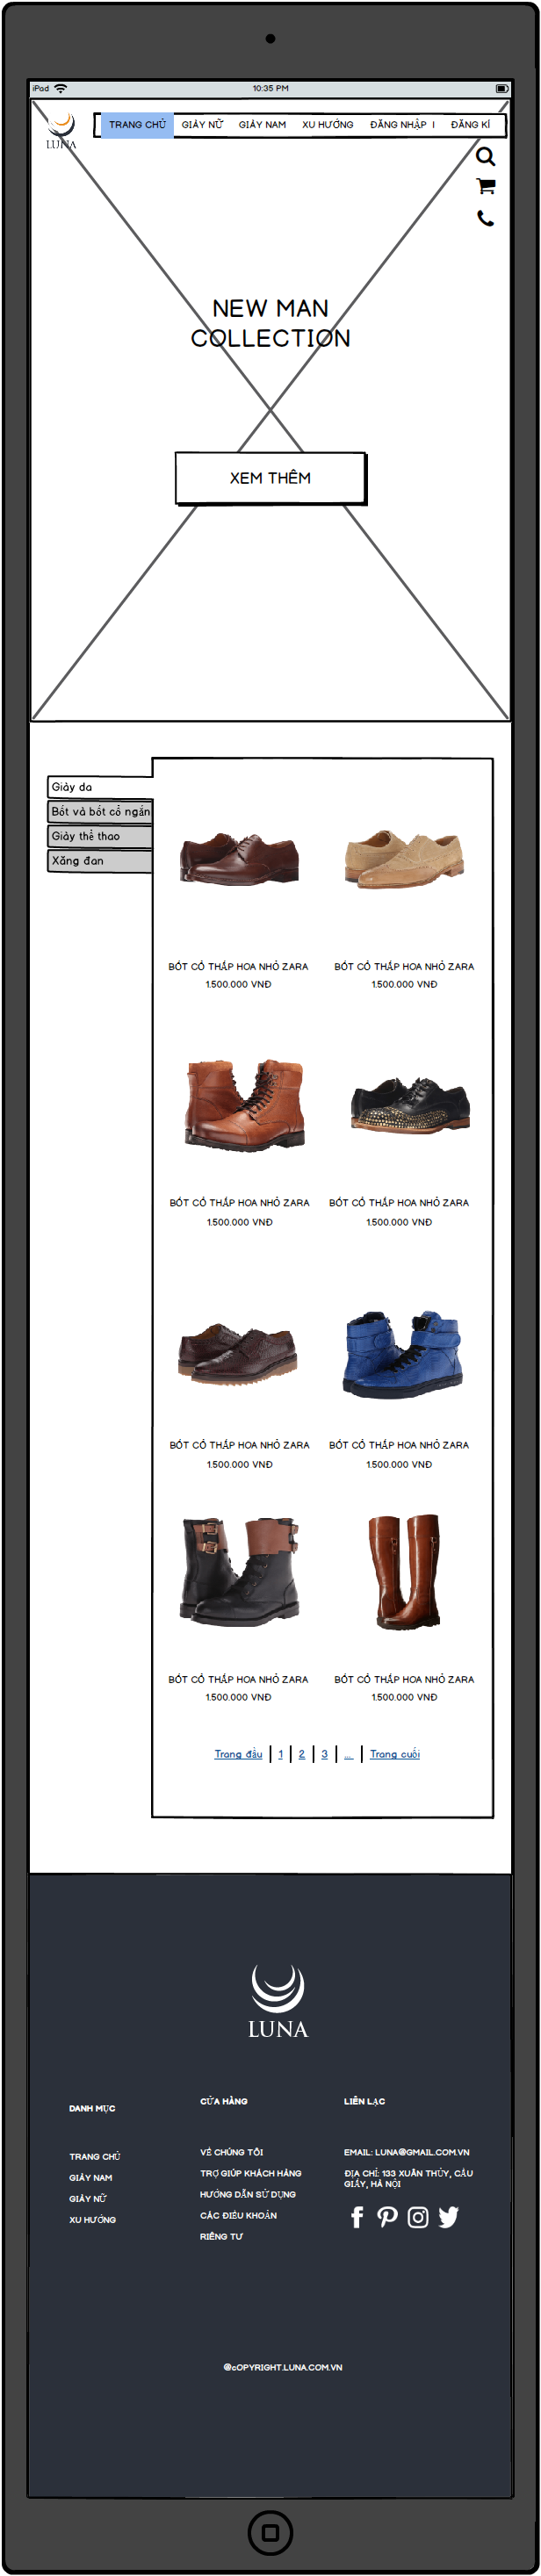 iPad 10:35 PM
LUNA
TRANG CHỦ GIÀY NỮ GIÀY NAM XU HƯỚNG ĐĂNG NHẬP | ĐĂNG KÍ
NEW MAN
COLLECTION
XEM THÊM
Giày da
Bốt và bốt cổ ngắn
Giày thể thao
Xăng đan
BỐT CỔ THẤP HOA NHỎ ZARA BỐT CỔ THẤP HOA NHỎ ZARA
1.500.000 VNĐ 1.500.000 VNĐ
BỐT CỔ THẤP HOA NHỎ ZARA BỐT CỔ THẤP HOA NHỎ ZARA
1.500.000 VNĐ 1.500.000 VNĐ
BỐT CỔ THẤP HOA NHỎ ZARA BỐT CỔ THẤP HOA NHỎ ZARA
1.500.000 VNĐ 1.500.000 VNĐ
BỐT CỔ THẤP HOA NHỎ ZARA BỐT CỔ THẤP HOA NHỎ ZARA
1.500.000 VNĐ 1.500.000 VNĐ
Trang đầu | 1 | 2 | 3 | ... | Trang cuối
LUNA
DANH MỤC
TRANG CHỦ
GIÀY NAM
GIÀY NỮ
XU HƯỚNG
CỬA HÀNG
VỀ CHÚNG TÔI
TRỢ GIÚP KHÁCH HÀNG
HƯỚNG DẪN SỬ DỤNG
CÁC ĐIỀU KHOẢN
RIÊNG TƯ
LIÊN LẠC
EMAIL: LUNA@GMAIL.COM.VN
ĐỊA CHỈ: 133 XUÂN THỦY, CẦU
GIẤY, HÀ NỘI
@cOPYRIGHT.LUNA.COM.VN